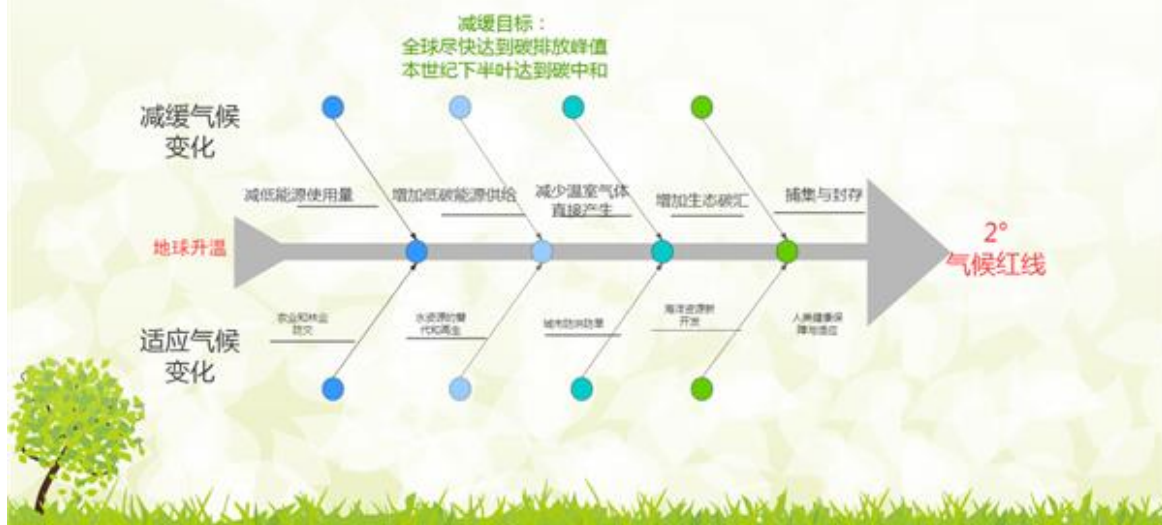 减缓目标：
全球尽快达到碳排放峰值
本世纪下半叶达到碳中和
减缓气候
变化
减低能源使用量
增加低碳能源供给
减少温室气体
直接产生
增加生态碳汇
捕集与封存
地球升温
2°
气候红线
农业和林业
防灾
水资源的替
代和再生
城市防洪防旱
海洋资源新
开发
人类健康保
障与适应
适应气候
变化